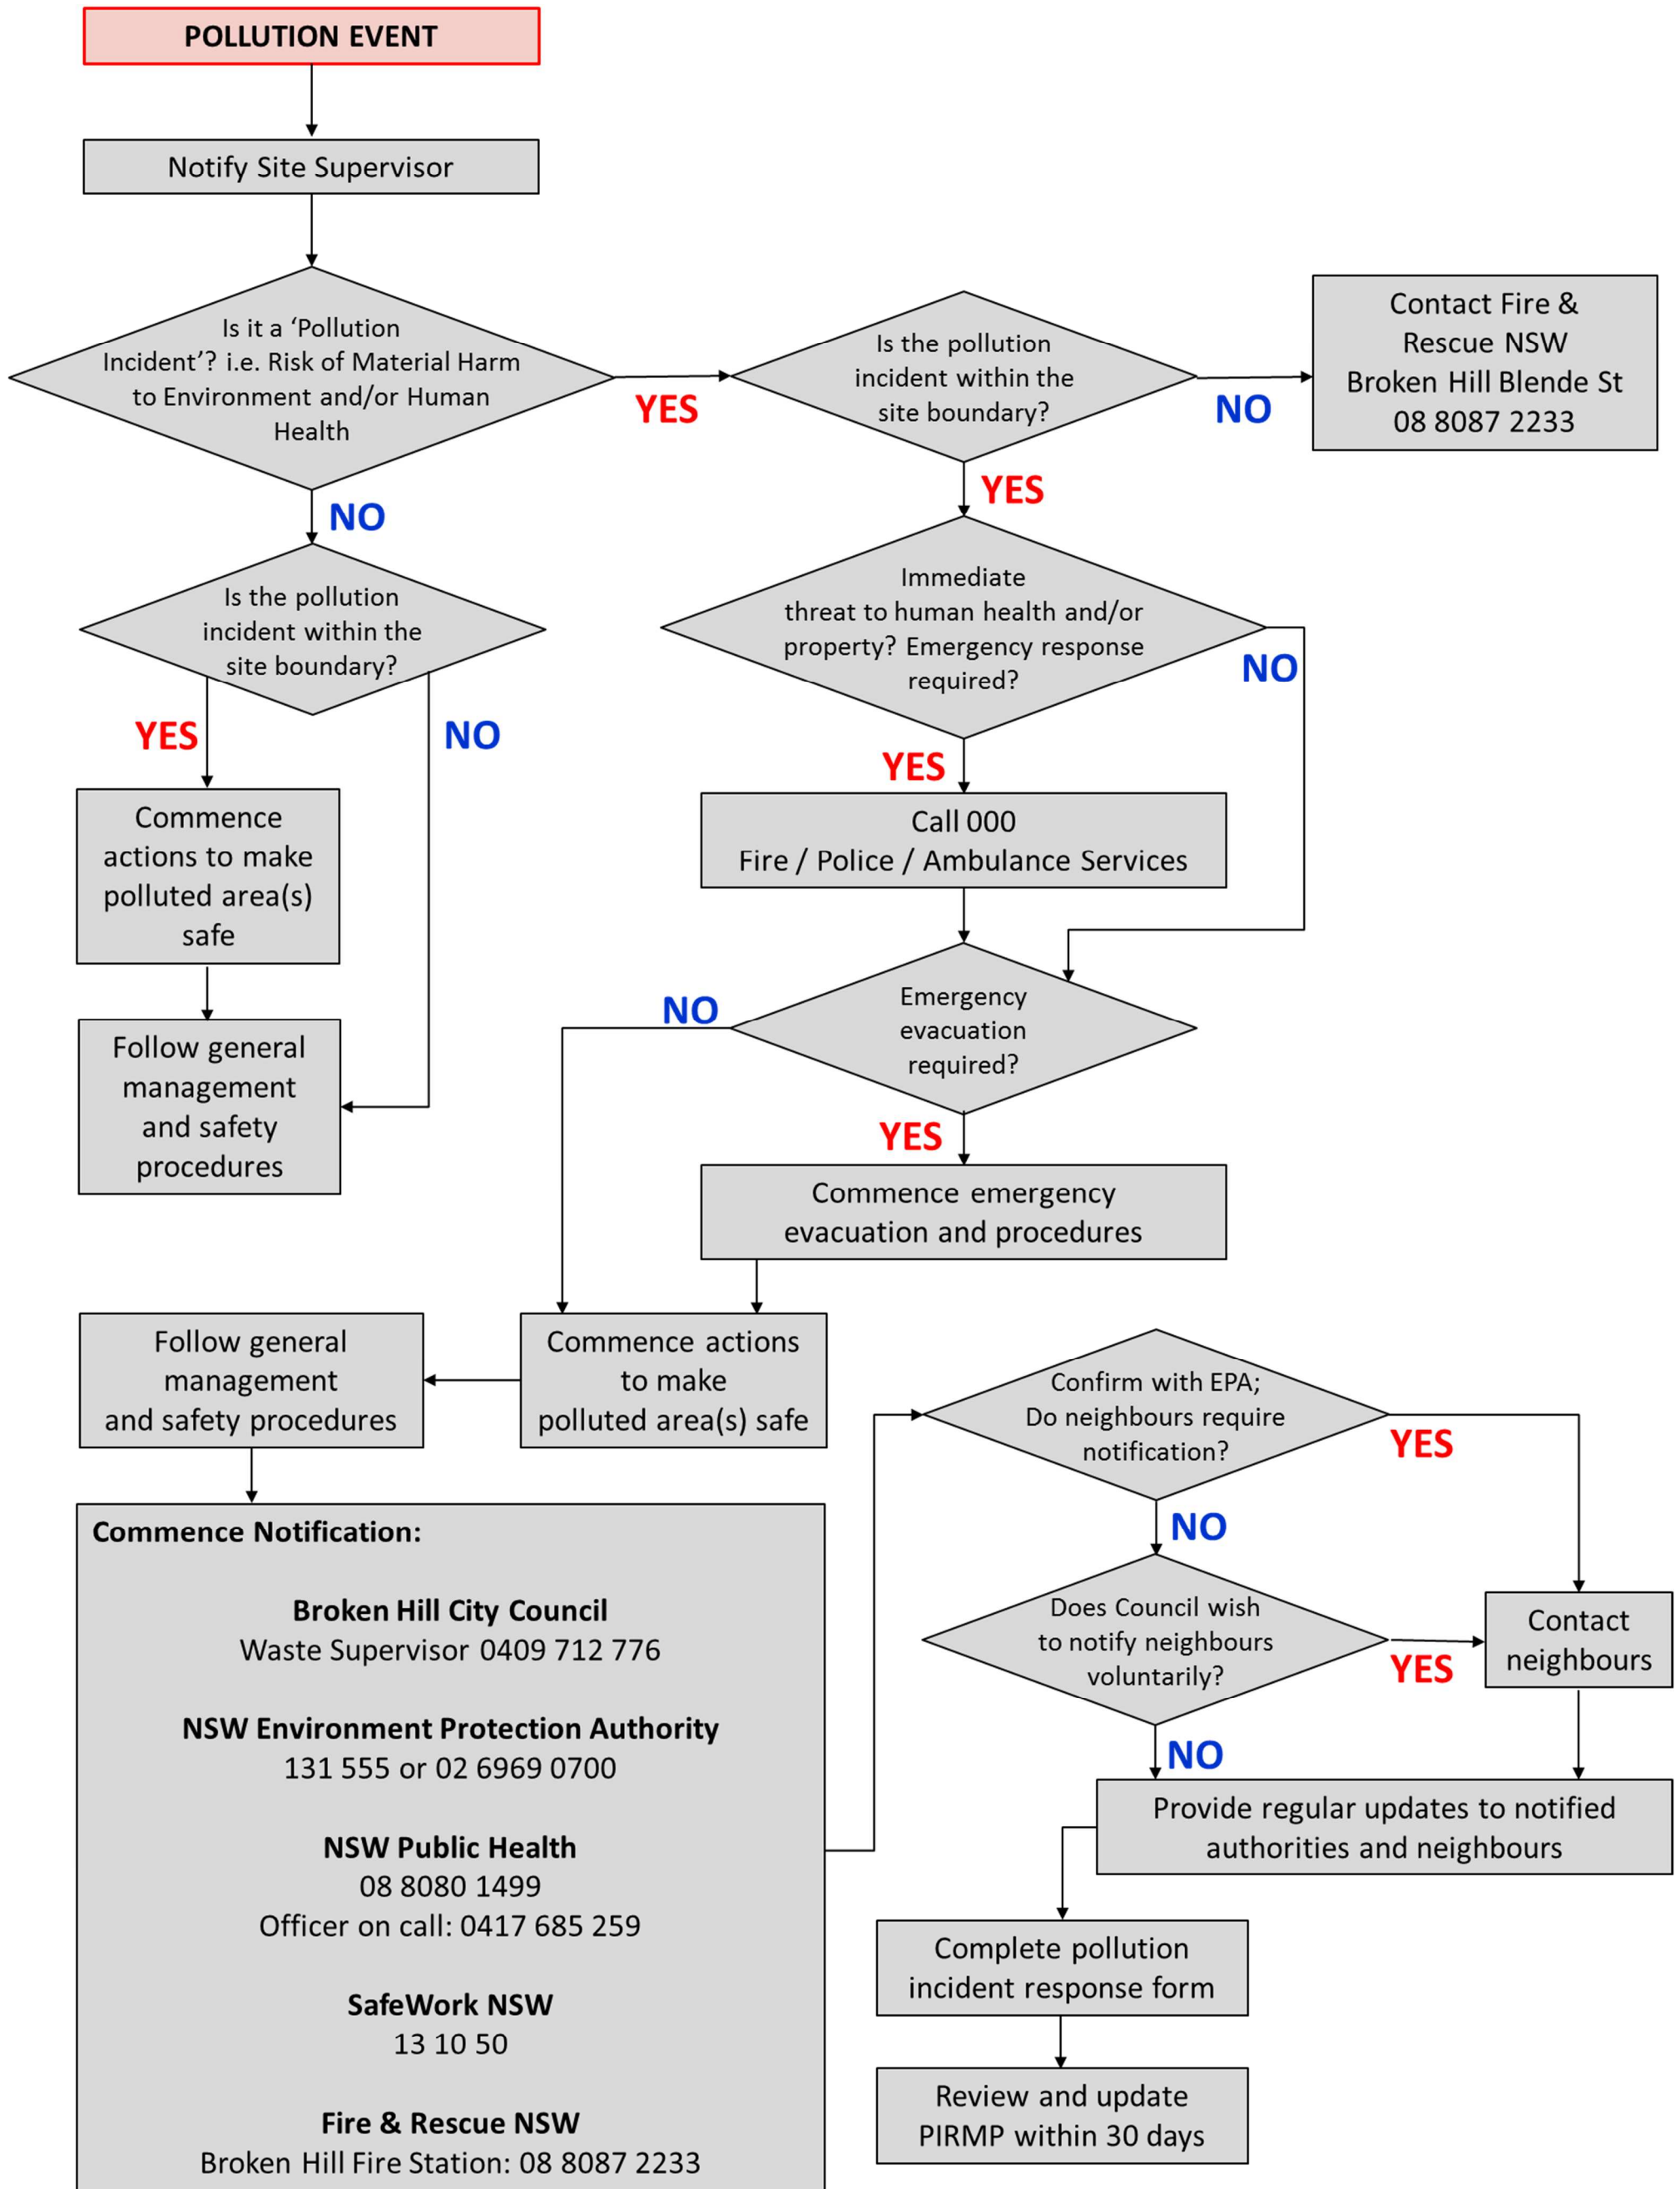 POLLUTION EVENT
Notify Site Supervisor
Is it a ‘Pollution
Incident’? i.e. Risk of Material Harm
to Environment and/or Human
Health
YES
NO
Is the pollution
incident within the
site boundary?
NO
YES
Contact Fire &
Rescue NSW
Broken Hill Blende St
08 8087 2233
Is the pollution
incident within the
site boundary?
YES
NO
Commence
actions to make
polluted area(s)
safe
Follow general
management
and safety
procedures
Immediate
threat to human health and/or
property? Emergency response
required?
NO
YES
Call 000
Fire / Police / Ambulance Services
Emergency
evacuation
required?
NO
YES
Commence emergency
evacuation and procedures
Commence actions
to make
polluted area(s) safe
Follow general
management
and safety procedures
Commence Notification:
Broken Hill City Council
Waste Supervisor 0409 712 776
NSW Environment Protection Authority
131 555 or 02 6969 0700
NSW Public Health
08 8080 1499
Officer on call: 0417 685 259
SafeWork NSW
13 10 50
Fire & Rescue NSW
Broken Hill Fire Station: 08 8087 2233
Confirm with EPA;
Do neighbours require
notification?
YES
NO
Does Council wish
to notify neighbours
voluntarily?
YES
NO
Contact
neighbours
Provide regular updates to notified
authorities and neighbours
Complete pollution
incident response form
Review and update
PIRMP within 30 days